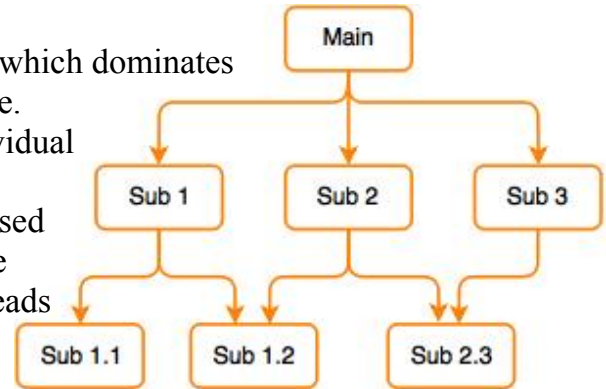 Main
which dominates
e.
vidual
Sub 1 Sub 2 Sub 3
sed
e
eads
Sub 1.1 Sub 1.2 Sub 2.3